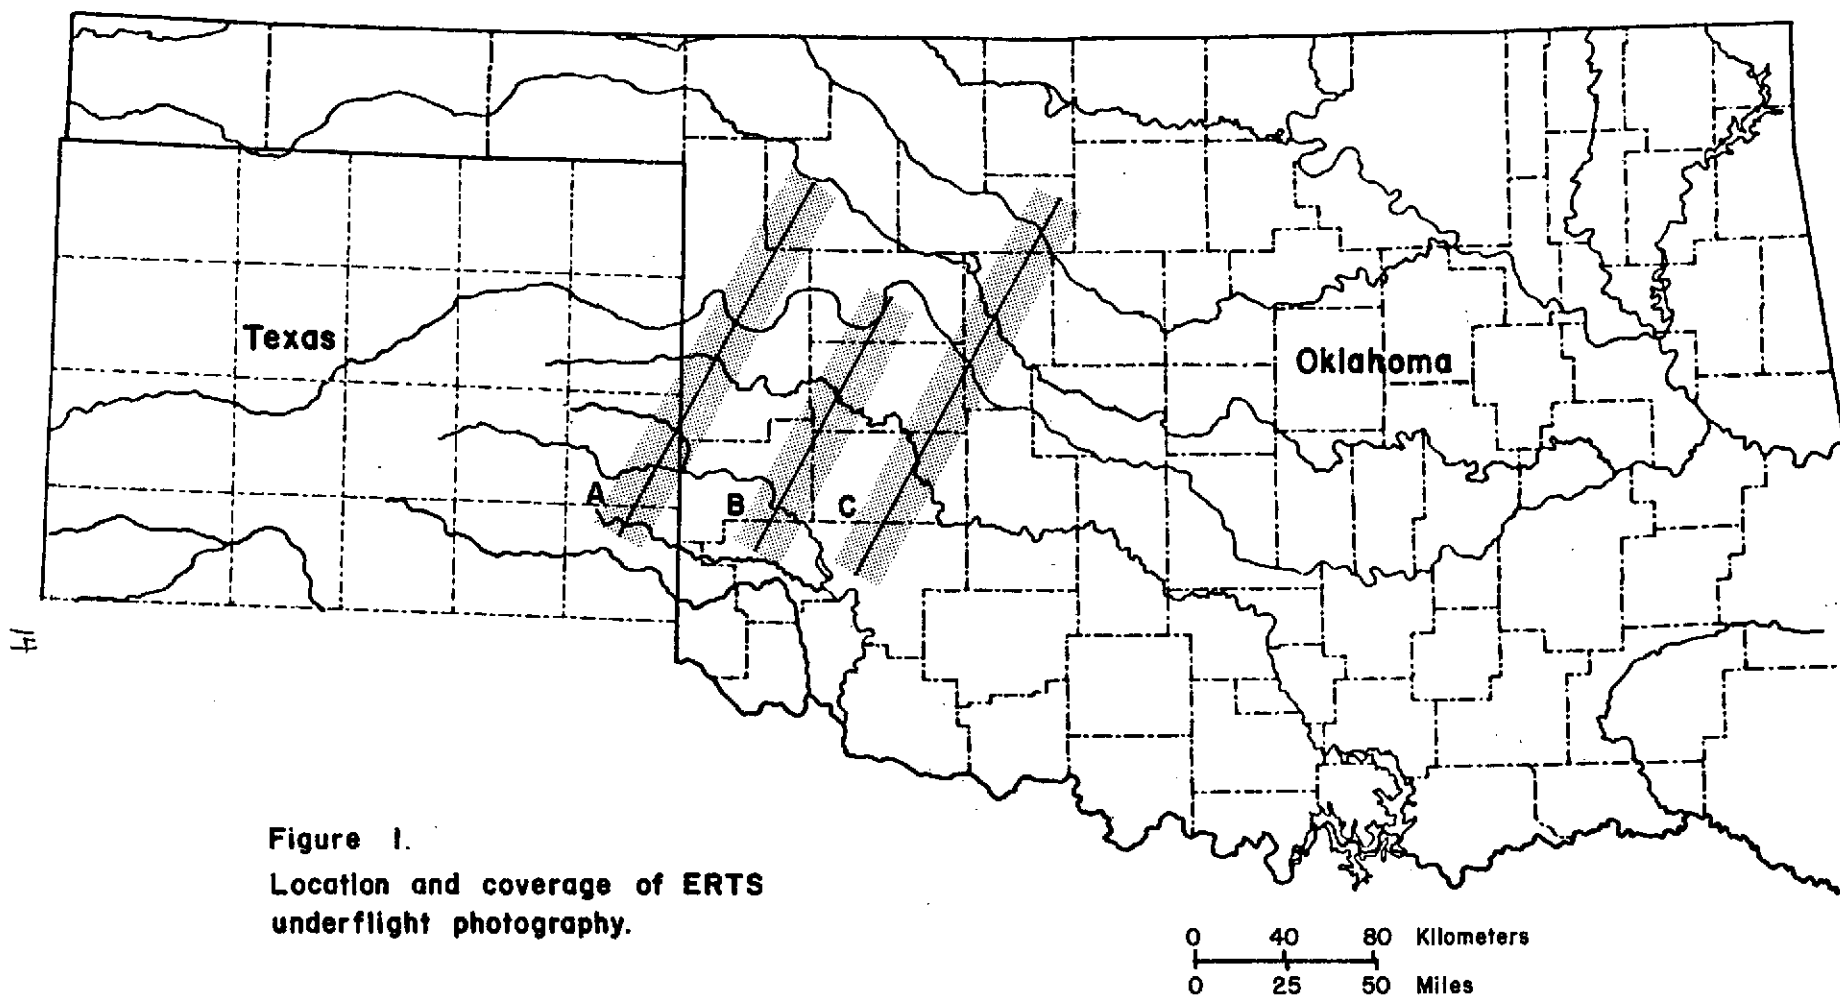 Texas
Oklahoma
A
B
C
14
Figure 1.
Location and coverage of ERTS
underflight photography.
0 40 80 Kilometers
0 25 50 Miles